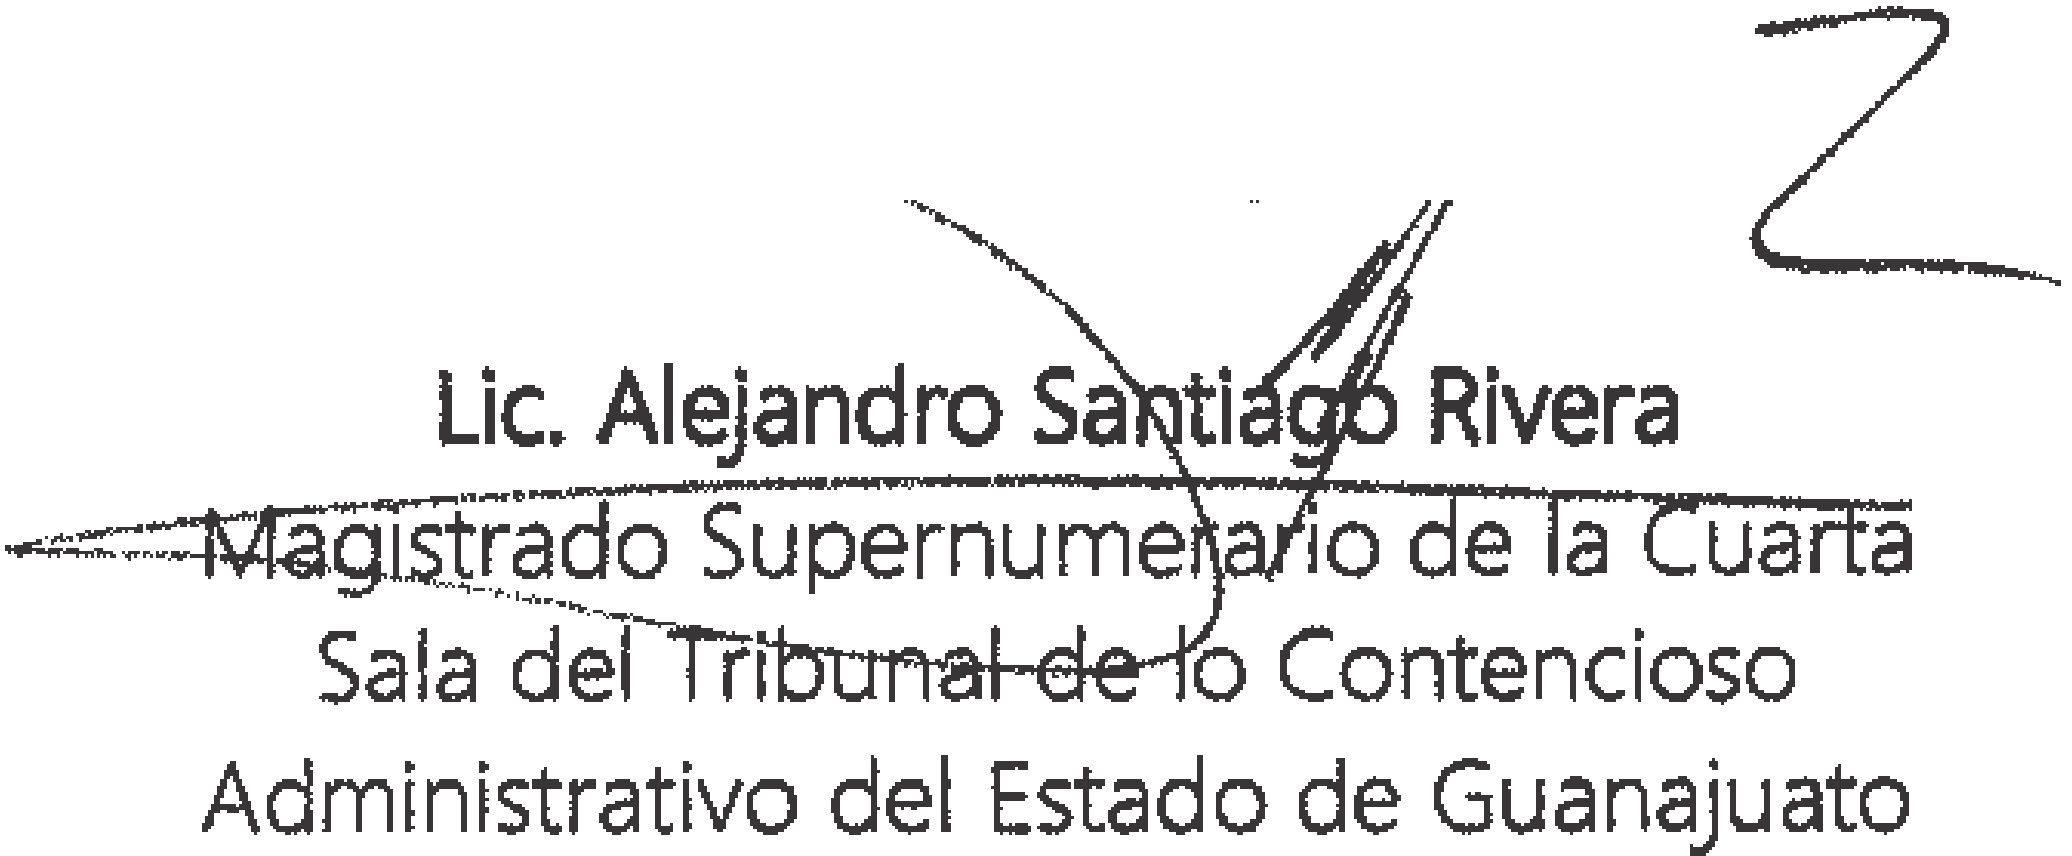 Lic. Alejandro Santiago Rivera
Magistrado Supernumerario de la Cuarta
Sala del Tribunal de lo Contencioso
Administrativo del Estado de Guanajuato